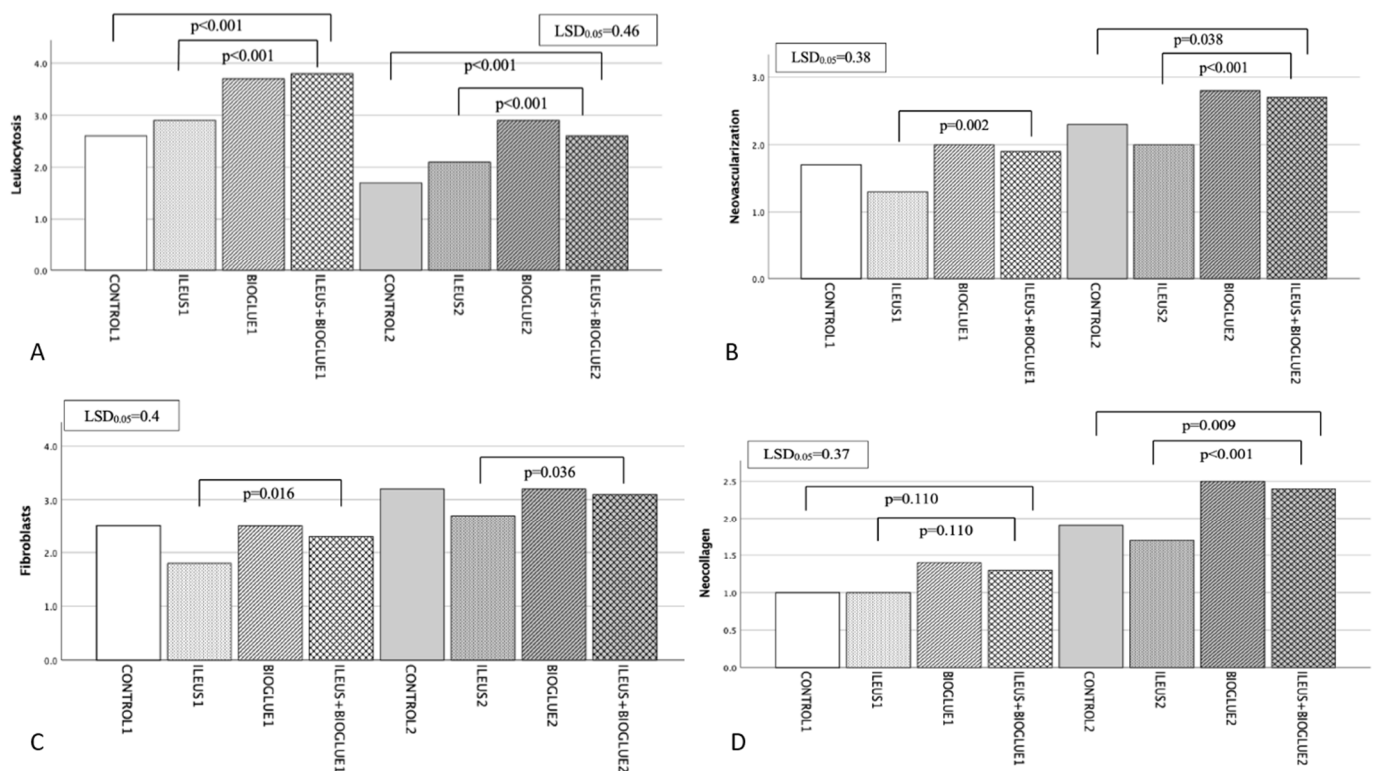 p<0.001
LSD0.05=0.46
p<0.001
p<0.001
p<0.001
Leukocytosis
4.0
3.0
2.0
1.0
0.0
CONTROL1
ILEUS1
BIOGLUE1
ILEUS+BIOGLUE1
CONTROL2
ILEUS2
BIOGLUE2
ILEUS+BIOGLUE2
A
p=0.038
LSD0.05=0.38
p<0.001
p=0.002
Neovascularization
3.0
2.0
1.0
0.0
CONTROL1
ILEUS1
BIOGLUE1
ILEUS+BIOGLUE1
CONTROL2
ILEUS2
BIOGLUE2
ILEUS+BIOGLUE2
B
LSD0.05=0.4
p=0.036
p=0.016
Fibroblasts
4.0
3.0
2.0
1.0
0.0
CONTROL1
ILEUS1
BIOGLUE1
ILEUS+BIOGLUE1
CONTROL2
ILEUS2
BIOGLUE2
ILEUS+BIOGLUE2
C
p=0.009
LSD0.05=0.37
p<0.001
p=0.110
p=0.110
Neocollagen
2.5
2.0
1.5
1.0
0.5
0.0
CONTROL1
ILEUS1
BIOGLUE1
ILEUS+BIOGLUE1
CONTROL2
ILEUS2
BIOGLUE2
ILEUS+BIOGLUE2
D